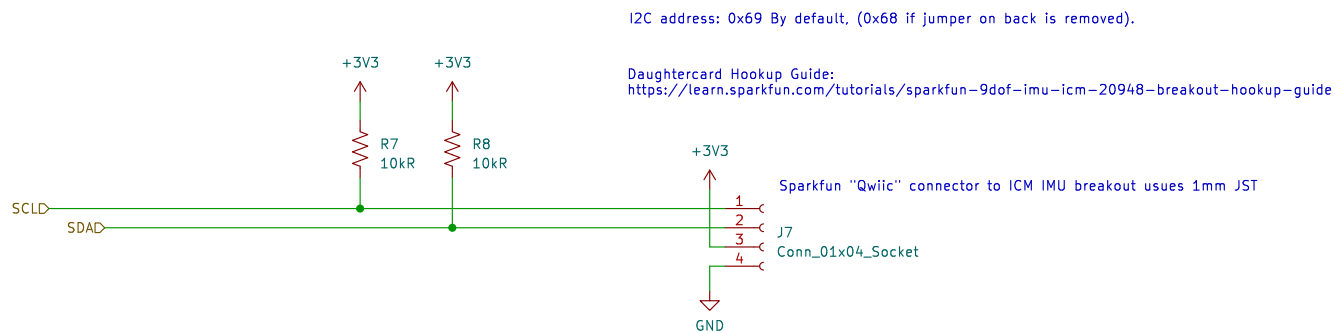 I2C address: 0x69 By default, (0x68 if jumper on back is removed).
Daughtercard Hookup Guide:
https://learn.sparkfun.com/tutorials/sparkfun-9dof-imu-icm-20948-breakout-hookup-guide
+3V3
+3V3
R7
10kR
R8
10kR
+3V3
Sparkfun "Qwiic" connector to ICM IMU breakout usues 1mm JST
SCL
1
SDA
2
J7
3
Conn_01x04_Socket
4
GND